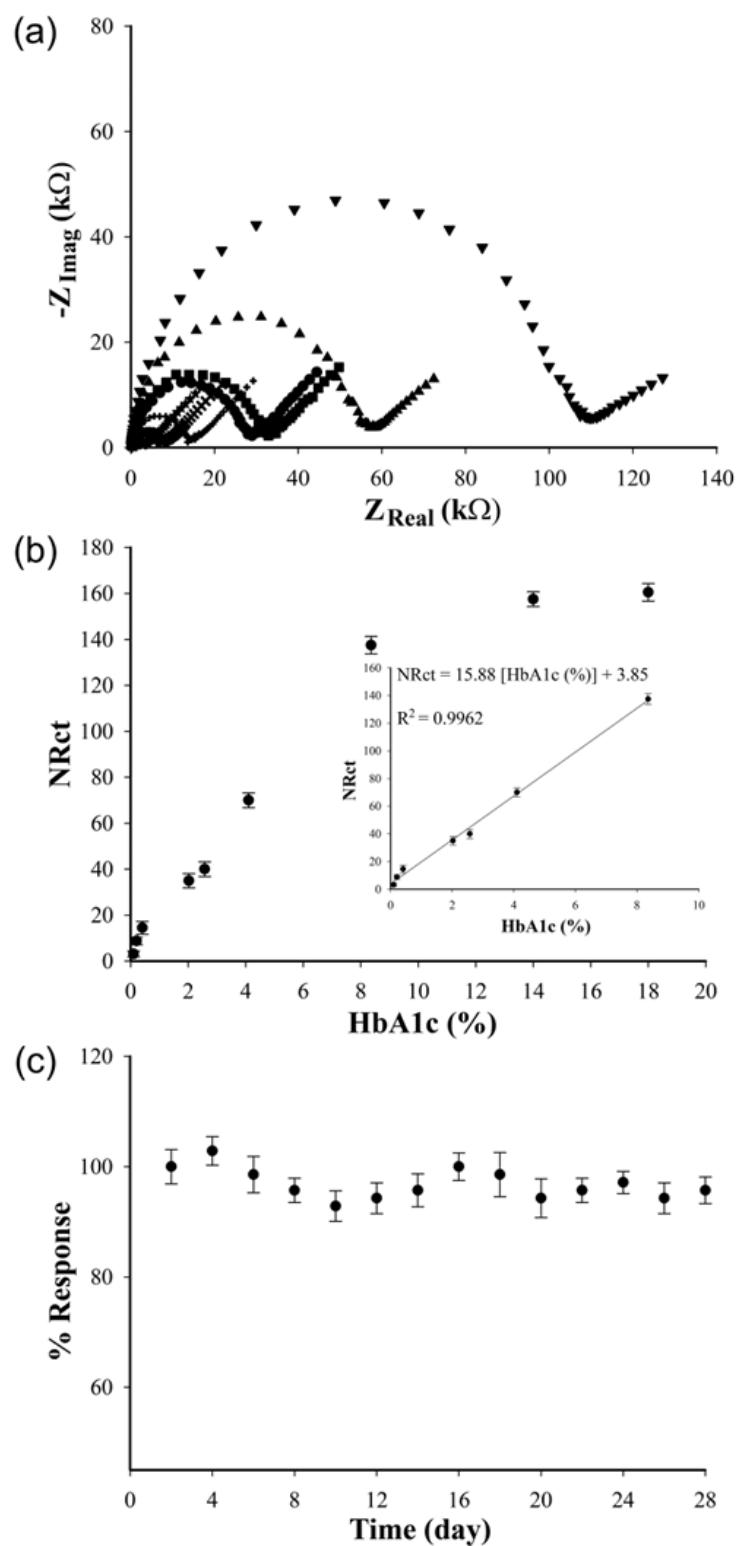 (a)
80
60
40
20
0
-Z_Imag (kΩ)
0 20 40 60 80 100 120 140
Z_Real (kΩ)
(b)
180
160
140
120
100
80
60
40
20
0
NRct
NRct = 15.88 [HbA1c (%)] + 3.85
R² = 0.9962
160
140
120
100
80
60
40
20
0
NRct
0 2 4 6 8 10
HbA1c (%)
0 2 4 6 8 10 12 14 16 18 20
HbA1c (%)
(c)
120
100
80
60
% Response
0 4 8 12 16 20 24 28
Time (day)